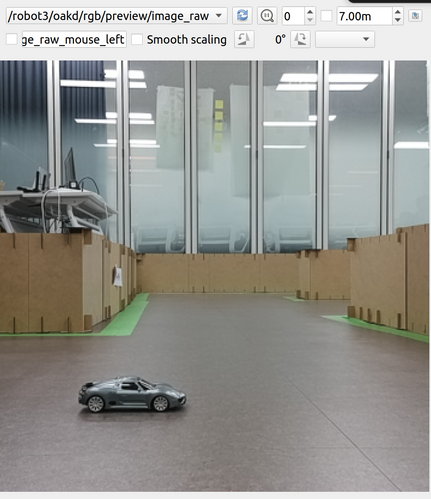 /robot3/oakd/rgb/preview/image_raw 0 7.00m
ge_raw_mouse_left Smooth scaling 0°